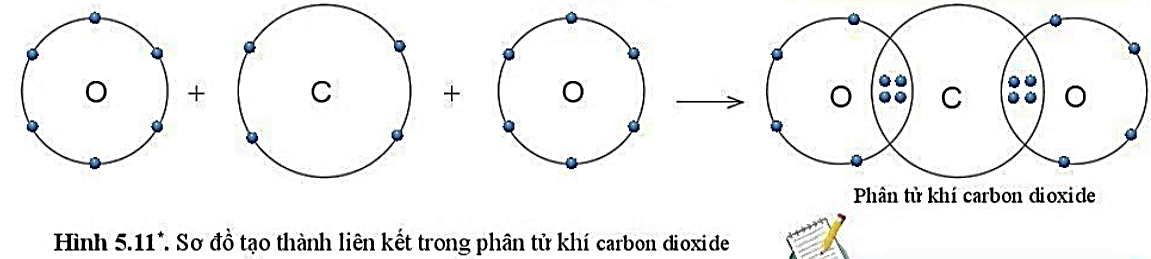 O + C + O O C O
Phân tử khí carbon dioxide
Hình 5.11*. Sơ đồ tạo thành liên kết trong phân tử khí carbon dioxide